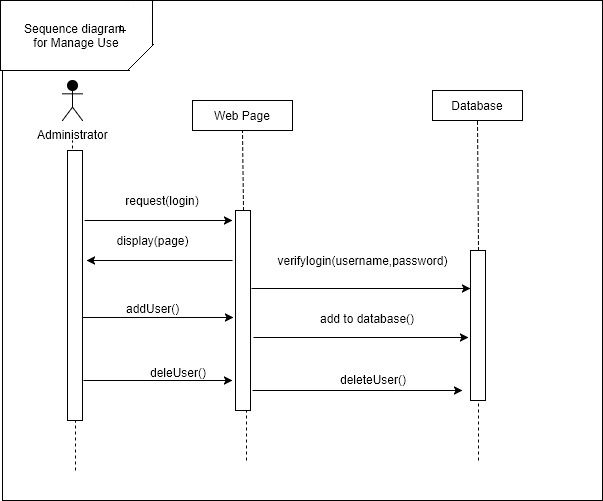 Sequence diagram
for Manage Use
Administrator
Web Page
Database
request(login)
display(page)
verifylogin(username,password)
addUser()
add to database()
deleUser()
deleteUser()